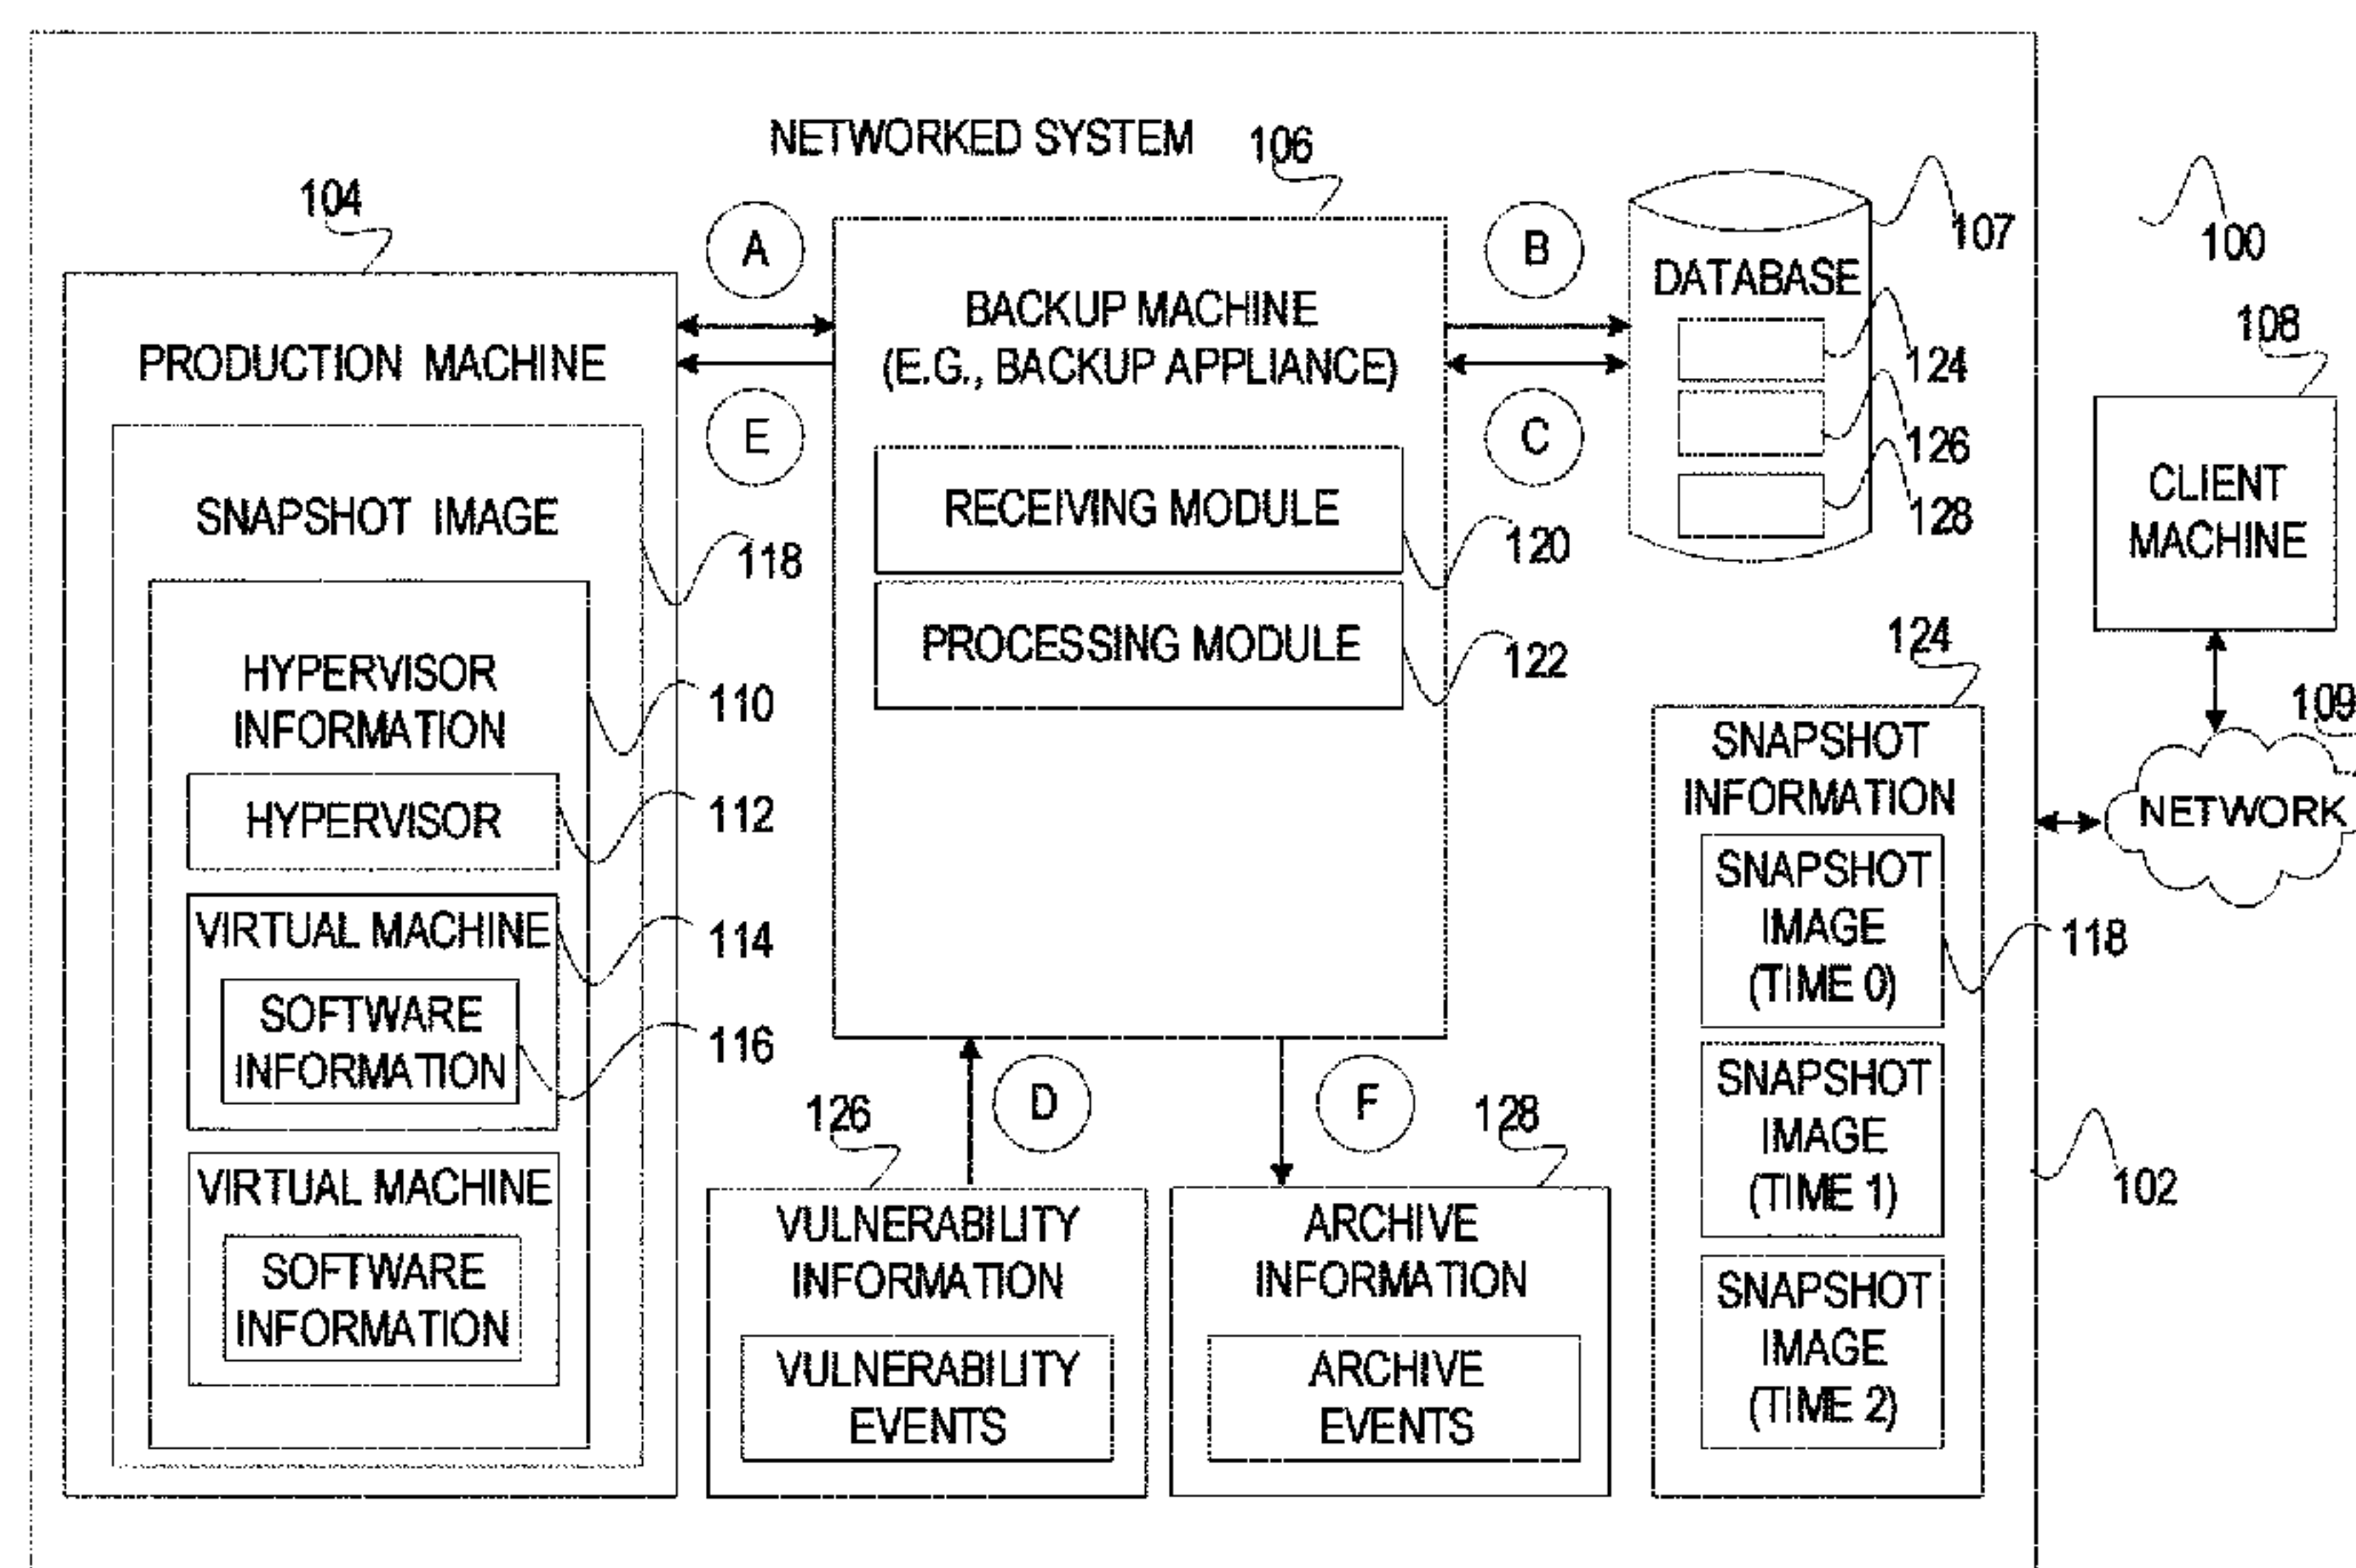 NETWORKED SYSTEM
106
104
A
B
107
100
DATABASE
BACKUP MACHINE
(E.G., BACKUP APPLIANCE)
108
PRODUCTION MACHINE
124
E
C
126
128
CLIENT
MACHINE
SNAPSHOT IMAGE
118
RECEIVING MODULE
120
PROCESSING MODULE
122
HYPERVISOR
INFORMATION
110
124
109
SNAPSHOT
INFORMATION
HYPERVISOR
112
NETWORK
SNAPSHOT
IMAGE
(TIME 0)
118
VIRTUAL MACHINE
114
SOFTWARE
INFORMATION
116
SNAPSHOT
IMAGE
(TIME 1)
102
126
D
F
128
VIRTUAL MACHINE
SOFTWARE
INFORMATION
VULNERABILITY
INFORMATION
VULNERABILITY
EVENTS
ARCHIVE
INFORMATION
ARCHIVE
EVENTS
SNAPSHOT
IMAGE
(TIME 2)